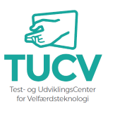 TUCV
Test- og UdviklingsCenter
for Velfærdsteknologi